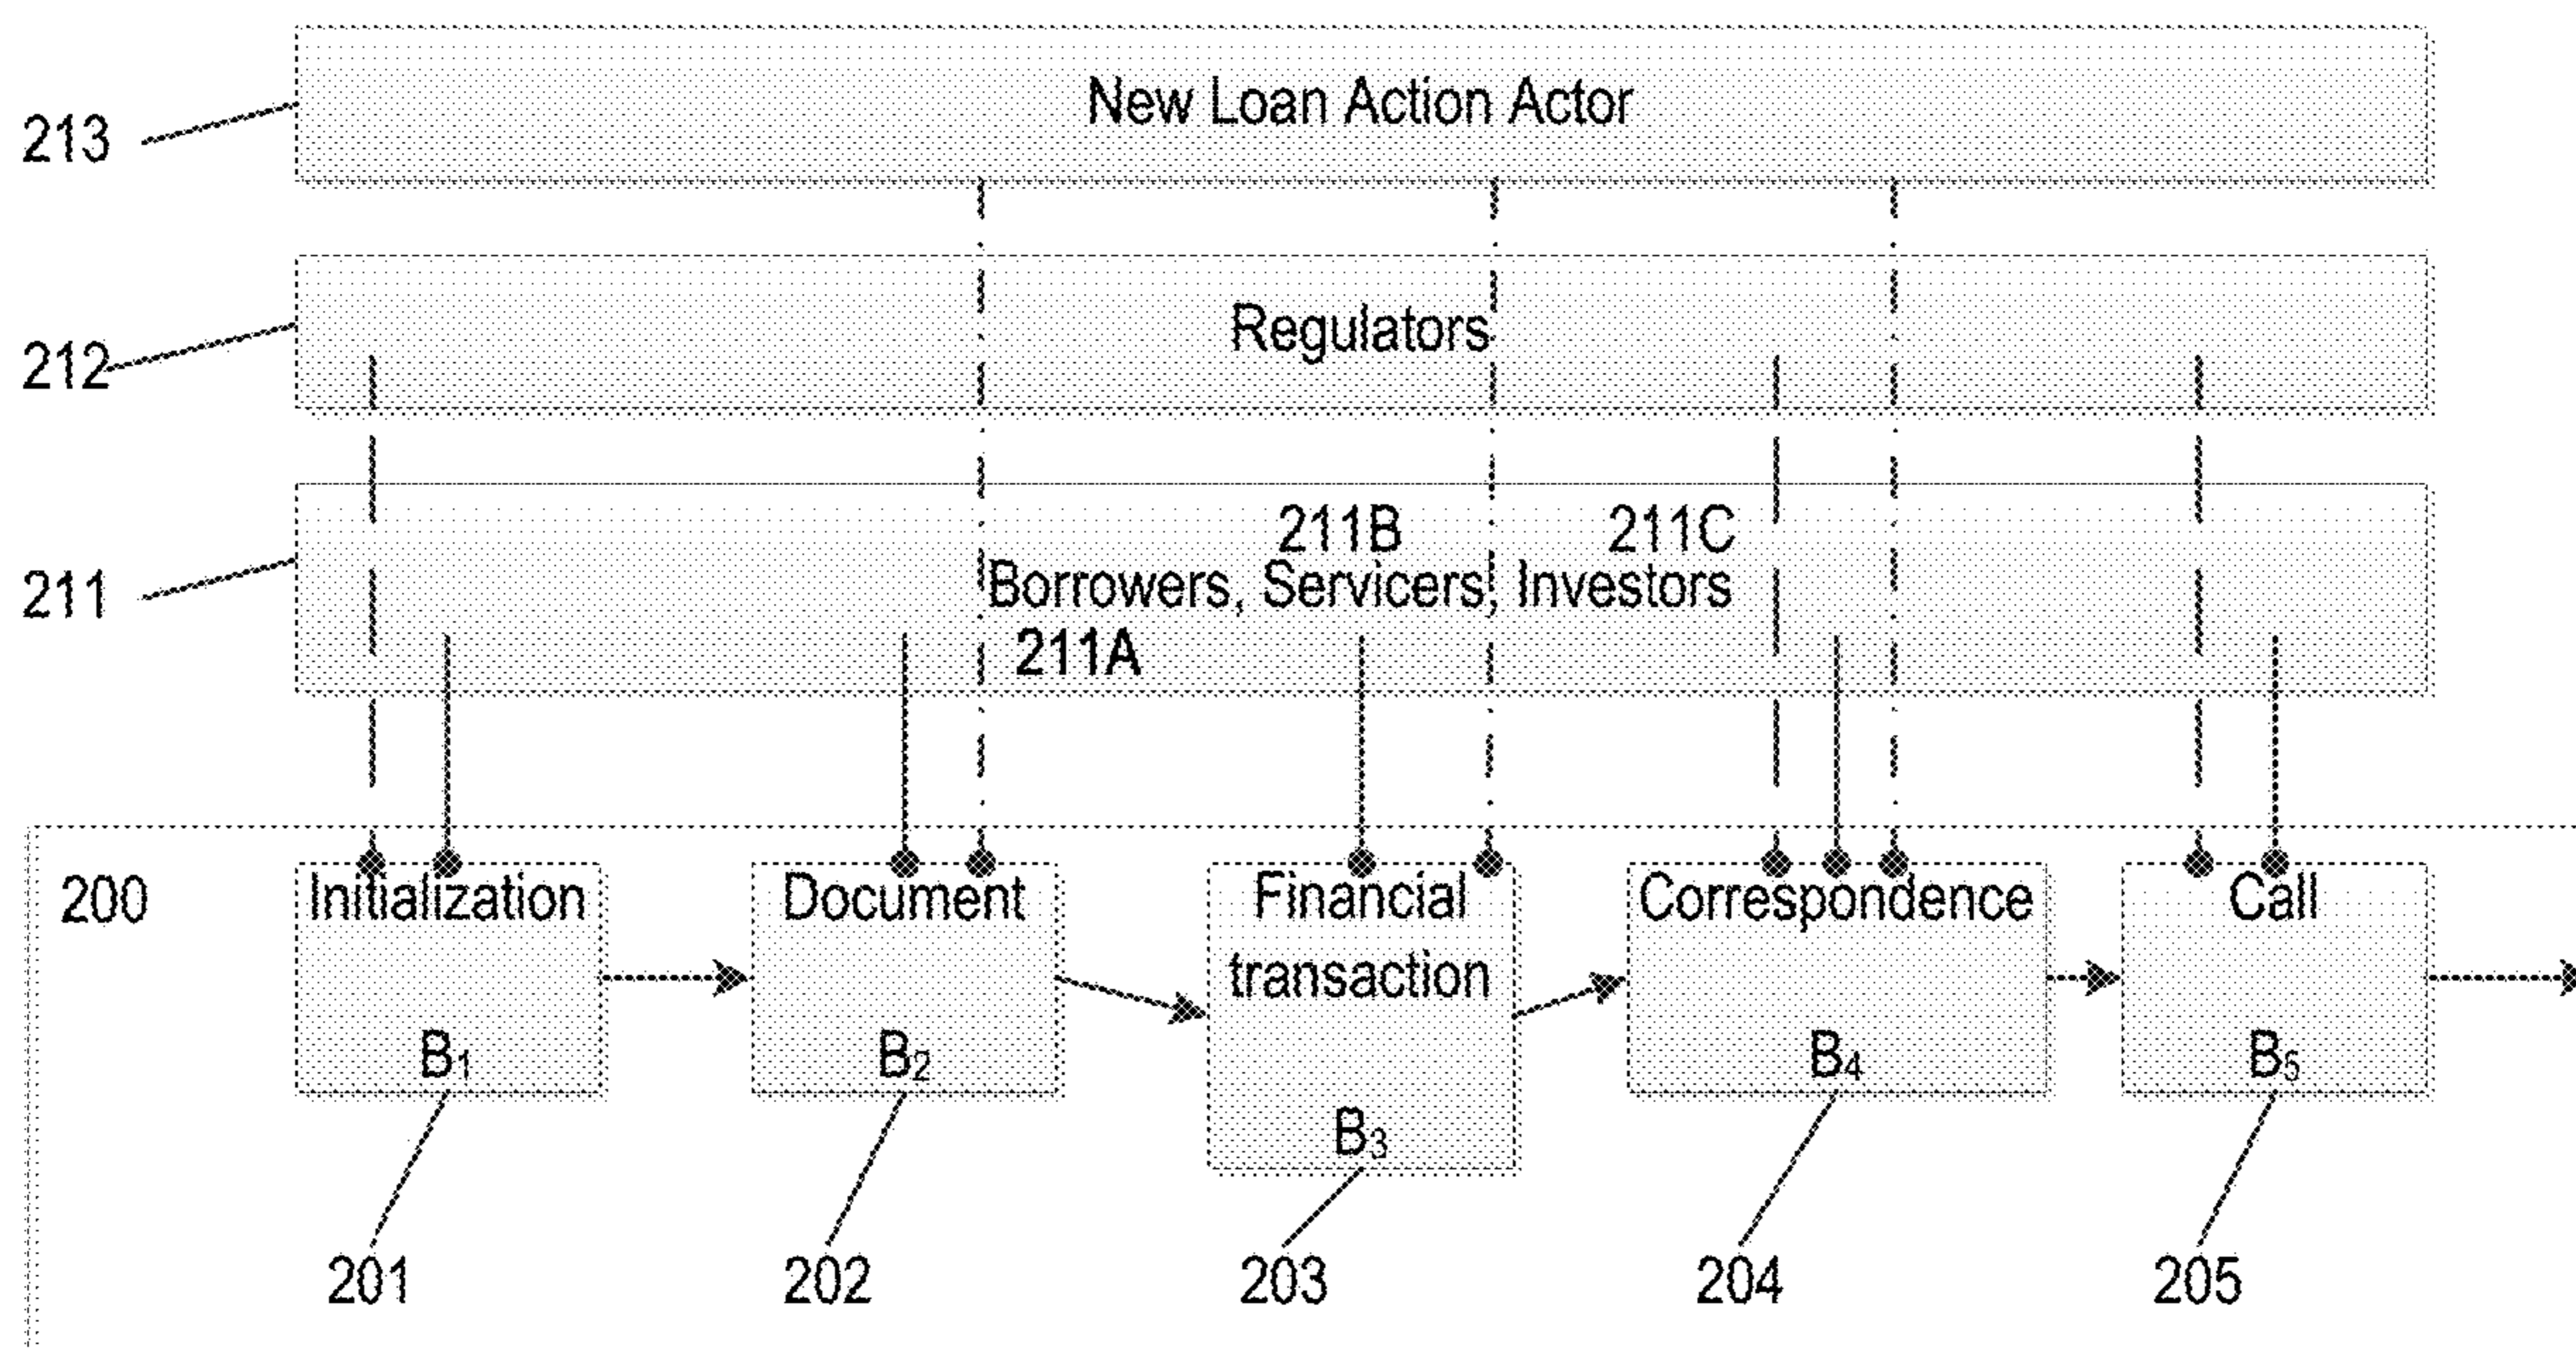 New Loan Action Actor
213
Regulators
212
211B 211C
Borrowers, Servicers, Investors
211
211A
200
Initialization
Document
Financial
transaction
Correspondence
Call
B1
B2
B3
B4
B5
201
202
203
204
205